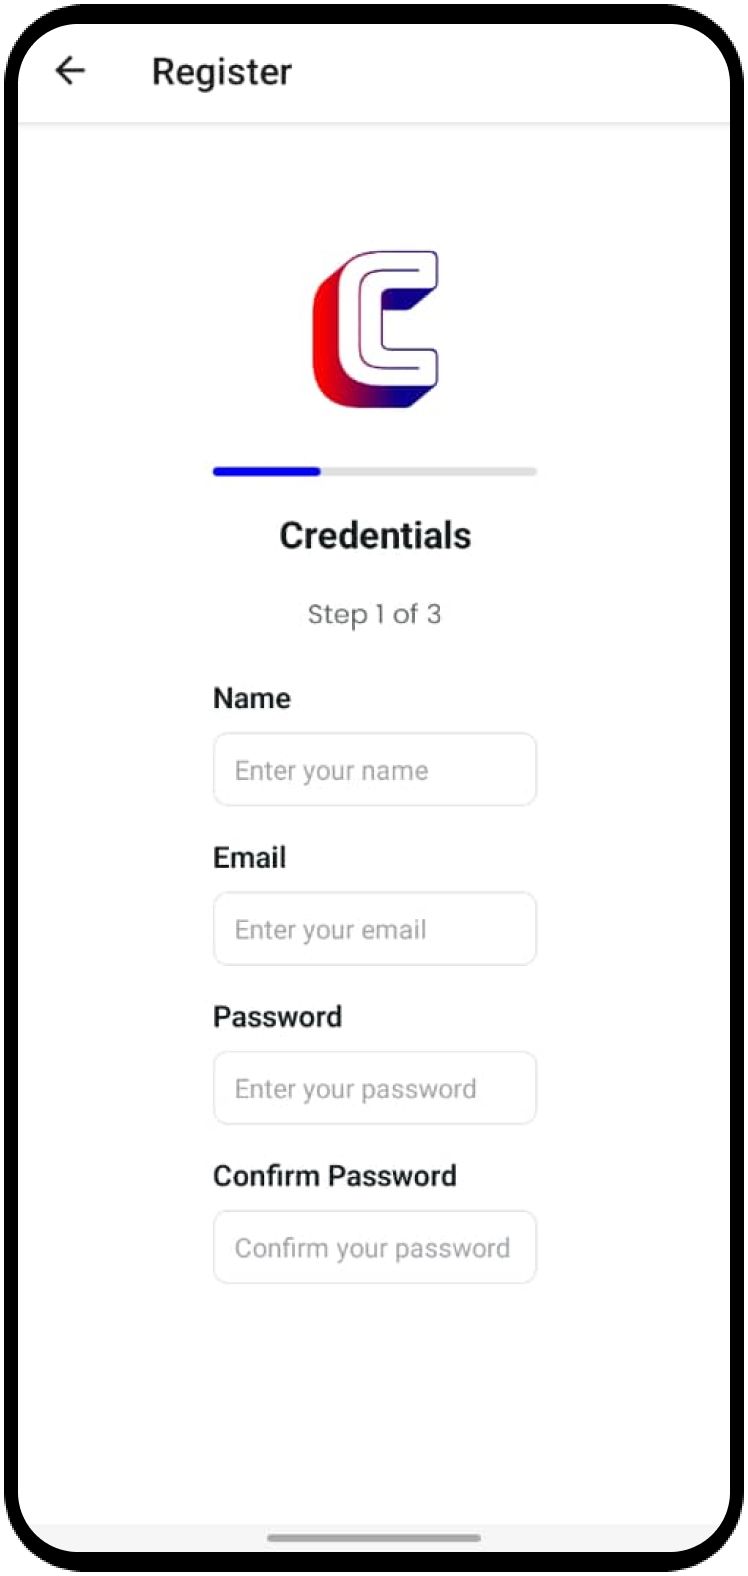 Register
C
Credentials
Step 1 of 3
Name
Enter your name
Email
Enter your email
Password
Enter your password
Confirm Password
Confirm your password